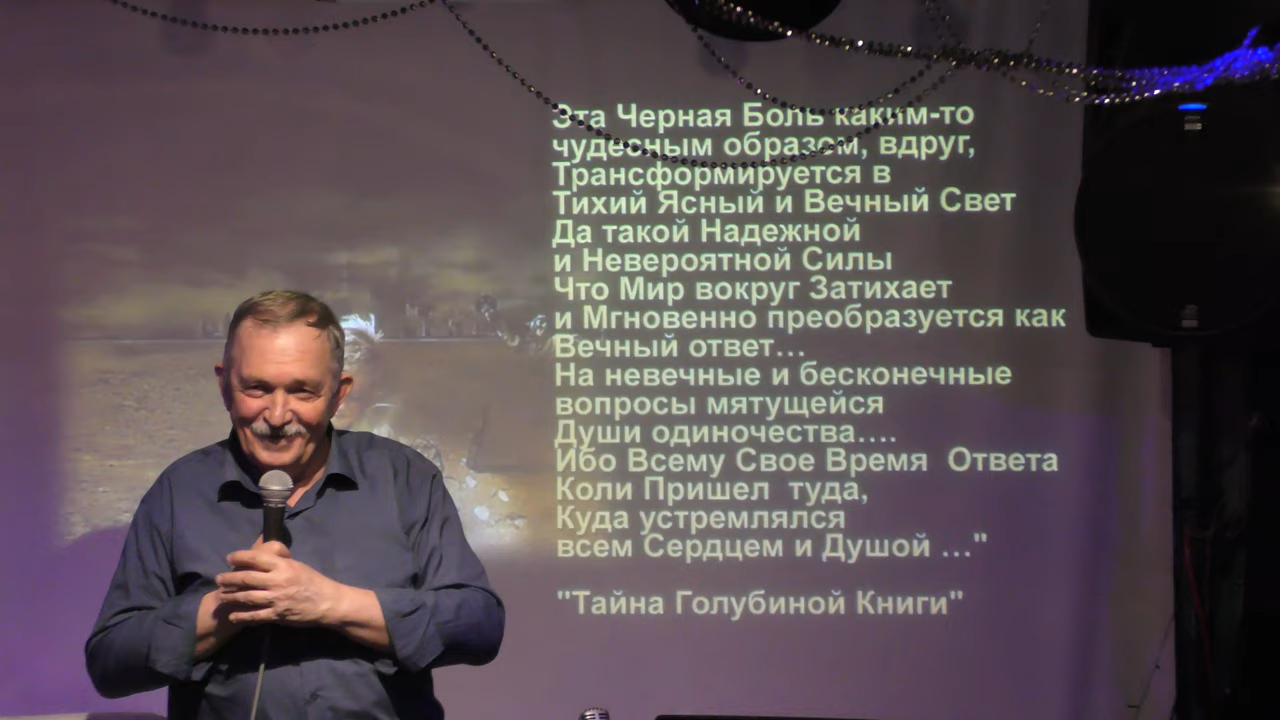 Эта Черная Боль каким-то
чудесным образом, вдруг,
Трансформируется в
Тихий Ясный и Вечный Свет
Да такой Надежной
и Невероятной Силы
Что Мир вокруг Затихает
и Мгновенно преобразуется как
Вечный ответ...
На невечные и бесконечные
вопросы мятущейся
Души одиночества....
Ибо Всему Свое Время Ответа
Коли Пришел туда,
Куда устремлялся
всем Сердцем и Душой ..."
"Тайна Голубиной Книги"